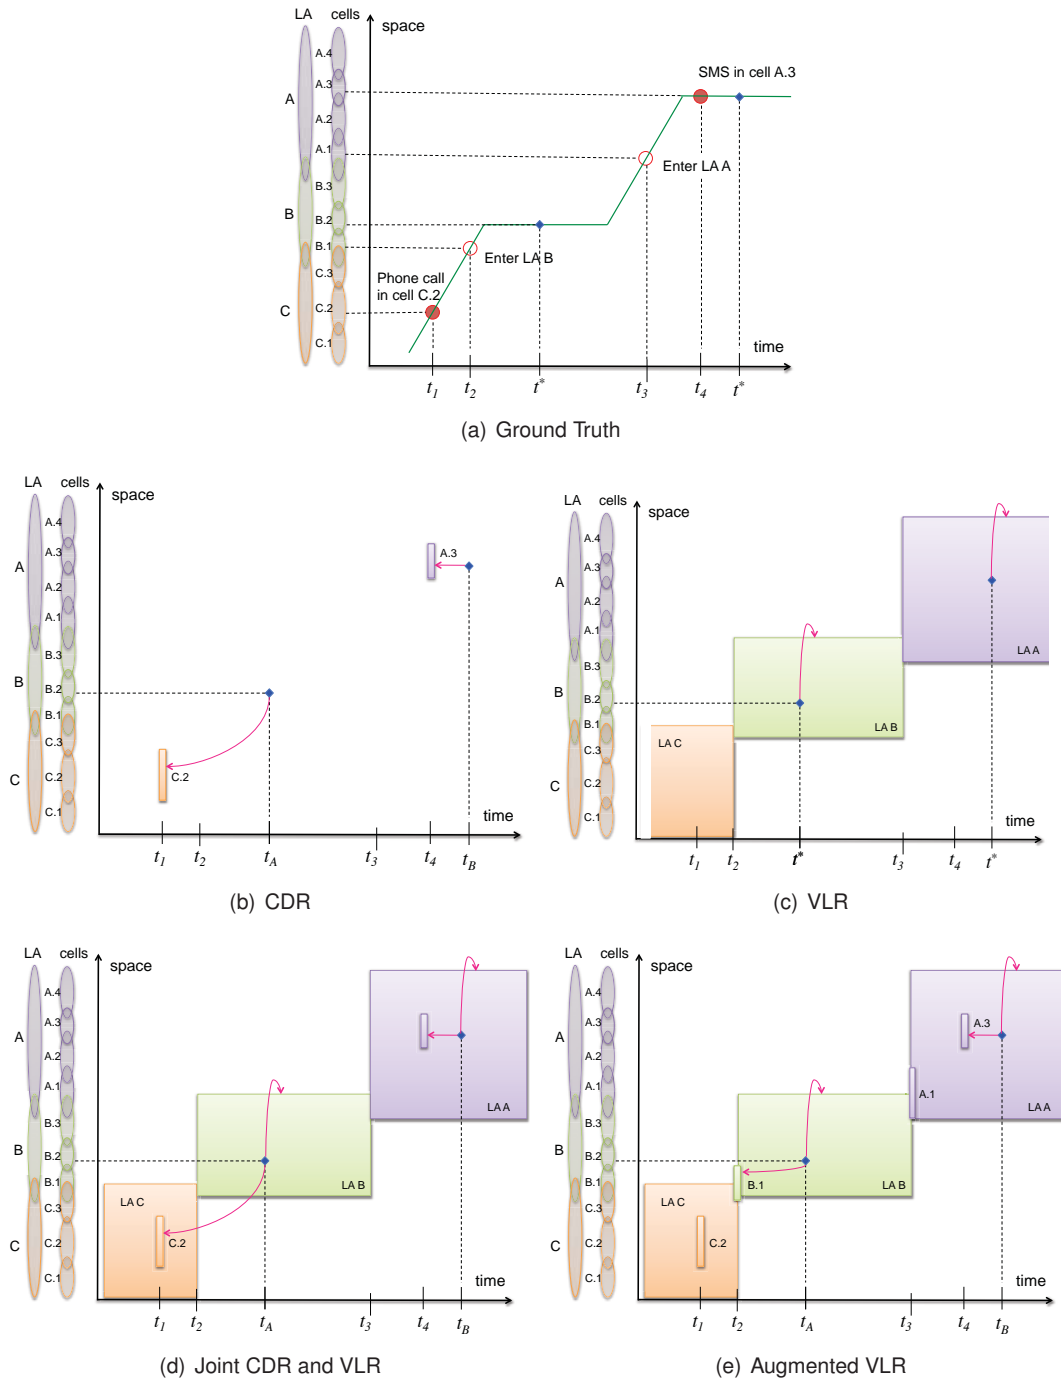 LA cells
space
A.4
SMS in cell A.3
A.3
A
A.2
A.1
Enter LA A
B.3
B
B.2
B.1
Enter LA B
C.3
Phone call
in cell C.2
C
C.2
C.1
time
t1 t2 t* t3 t4 t*
(a) Ground Truth
LA cells
space
A.4
A.3
A.3
A
A.2
A.1
B.3
B
B.2
B.1
C.3
C.2
C
C.2
C.1
time
t1 t2 tA t3 t4 tB
(b) CDR
LA cells
space
A.4
A.3
A
A.2
A.1
LA A
B.3
B
B.2
B.1
LA B
LA C
C.3
C
C.2
C.1
time
t1 t2 t* t3 t4 t*
(c) VLR
LA cells
space
A.4
A.3
A
A.2
A.1
LA A
B.3
B
B.2
B.1
LA B
LA C
C.3
C.2
C
C.2
C.1
time
t1 t2 tA t3 t4 tB
(d) Joint CDR and VLR
LA cells
space
A.4
A.3
A.3
A
A.2
A.1
A.1
LA A
B.3
B
B.2
B.1
B.1
LA B
LA C
C.3
C.2
C
C.2
C.1
time
t1 t2 tA t3 t4 tB
(e) Augmented VLR